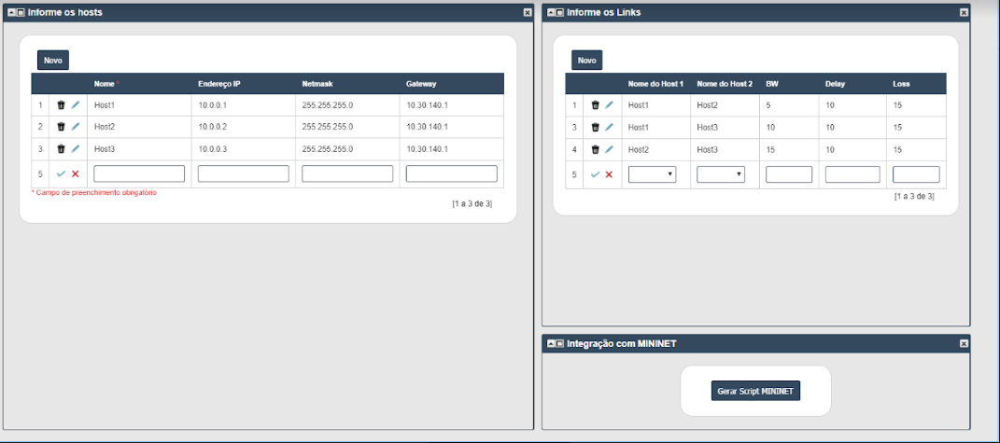 Informe os hosts
Novo
Nome * Endereço IP Netmask Gateway
1 Host1 10.0.0.1 255.255.255.0 10.30.140.1
2 Host2 10.0.0.2 255.255.255.0 10.30.140.1
3 Host3 10.0.0.3 255.255.255.0 10.30.140.1
5
* Campo de preenchimento obrigatório
[1 a 3 de 3]
Informe os Links
Novo
Nome do Host 1 Nome do Host 2 BW Delay Loss
1 Host1 Host2 5 10 15
3 Host1 Host3 10 10 15
4 Host2 Host3 15 10 15
5
[1 a 3 de 3]
Integração com MININET
Gerar Script MININET